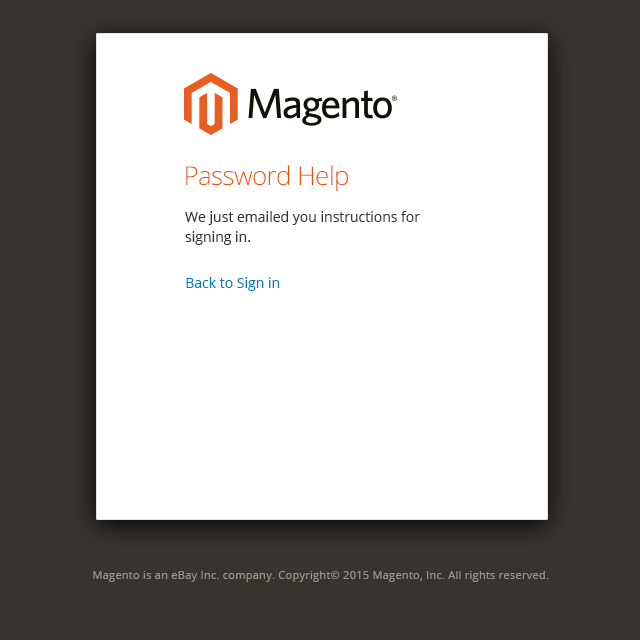 Magento®
Password Help
We just emailed you instructions for
signing in.
Back to Sign in
Magento is an eBay Inc. company. Copyright© 2015 Magento, Inc. All rights reserved.